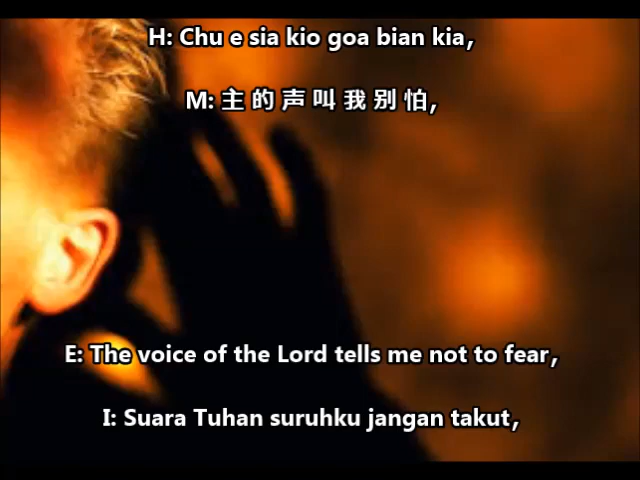 H: Chu e sia kio goa bian kia,
M: 主 的 声 叫 我 别 怕,
E: The voice of the Lord tells me not to fear,
I: Suara Tuhan suruhku jangan takut,